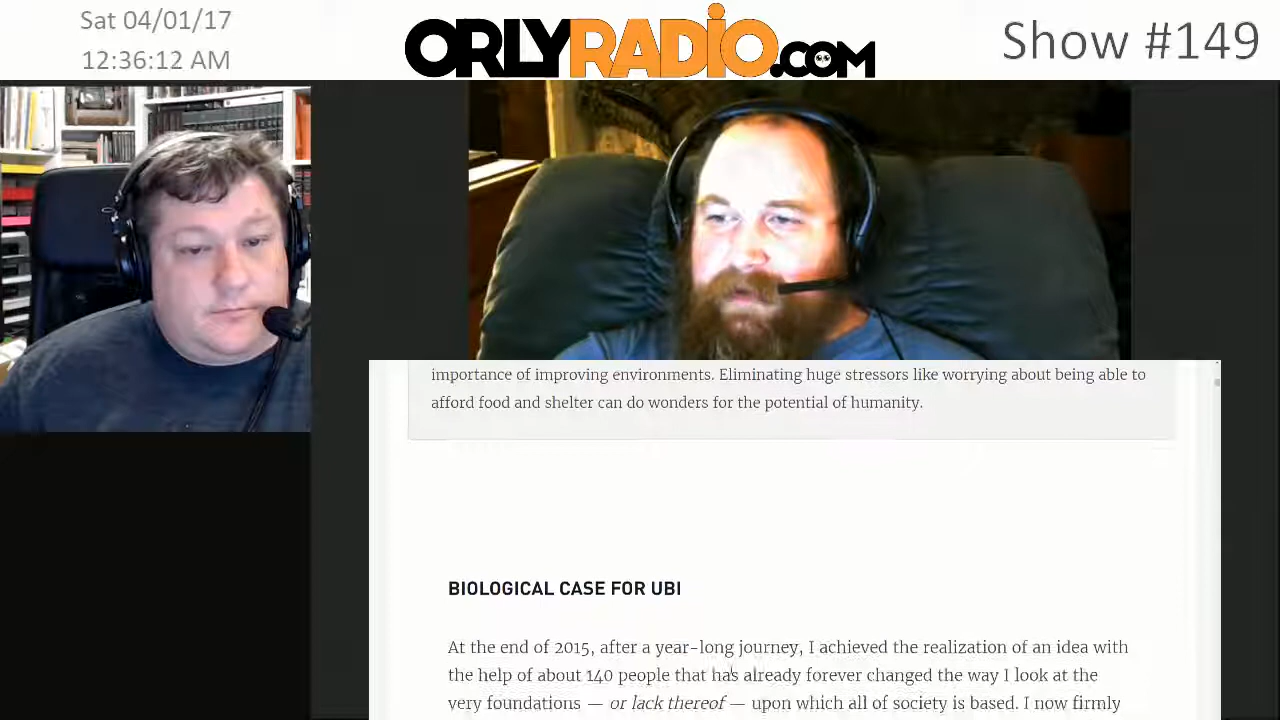 Sat 04/01/17
12:36:12 AM
ORLYRADIO.COM
Show #149
importance of improving environments. Eliminating huge stressors like worrying about being able to
afford food and shelter can do wonders for the potential of humanity.
BIOLOGICAL CASE FOR UBI
At the end of 2015, after a year-long journey, I achieved the realization of an idea with
the help of about 140 people that has already forever changed the way I look at the
very foundations — or lack thereof — upon which all of society is based. I now firmly